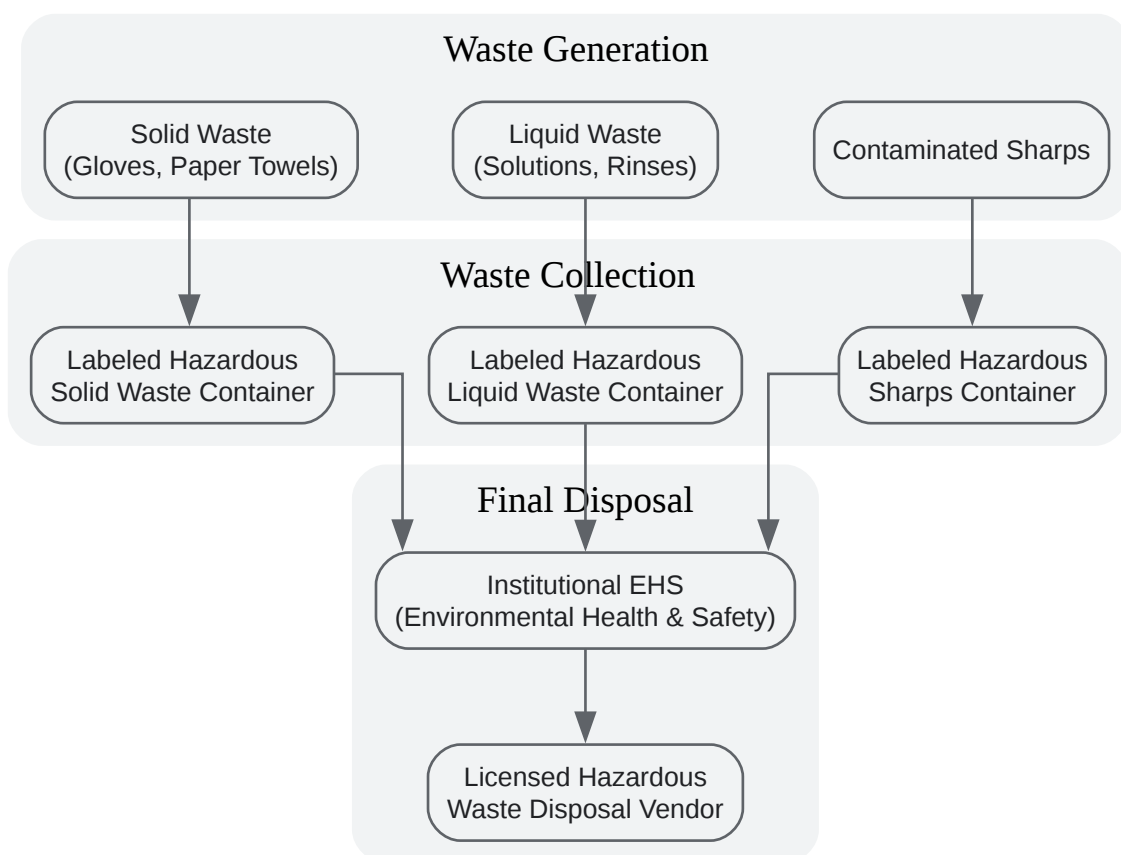 Waste Generation
Solid Waste
(Gloves, Paper Towels)
Liquid Waste
(Solutions, Rinses)
Contaminated Sharps
Waste Collection
Labeled Hazardous
Solid Waste Container
Labeled Hazardous
Liquid Waste Container
Labeled Hazardous
Sharps Container
Final Disposal
Institutional EHS
(Environmental Health & Safety)
Licensed Hazardous
Waste Disposal Vendor